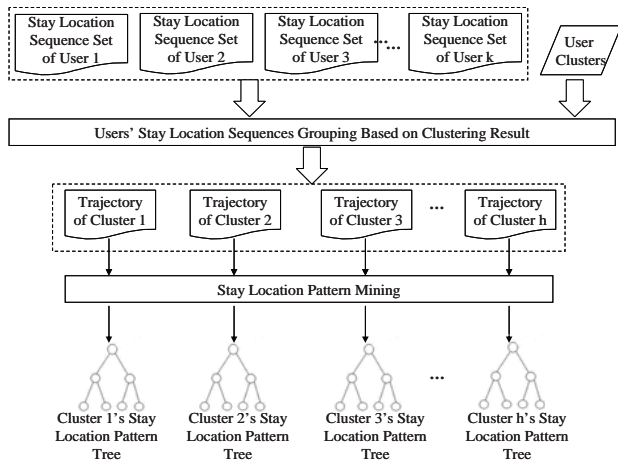 Stay Location
Sequence Set
of User 1
Stay Location
Sequence Set
of User 2
Stay Location
Sequence Set
of User 3
... ...
Stay Location
Sequence Set
of User k
User
Clusters
Users' Stay Location Sequences Grouping Based on Clustering Result
Trajectory
of Cluster 1
Trajectory
of Cluster 2
Trajectory
of Cluster 3
...
Trajectory
of Cluster h
Stay Location Pattern Mining
...
Cluster 1's Stay
Location Pattern
Tree
Cluster 2's Stay
Location Pattern
Tree
Cluster 3's Stay
Location Pattern
Tree
Cluster h's Stay
Location Pattern
Tree